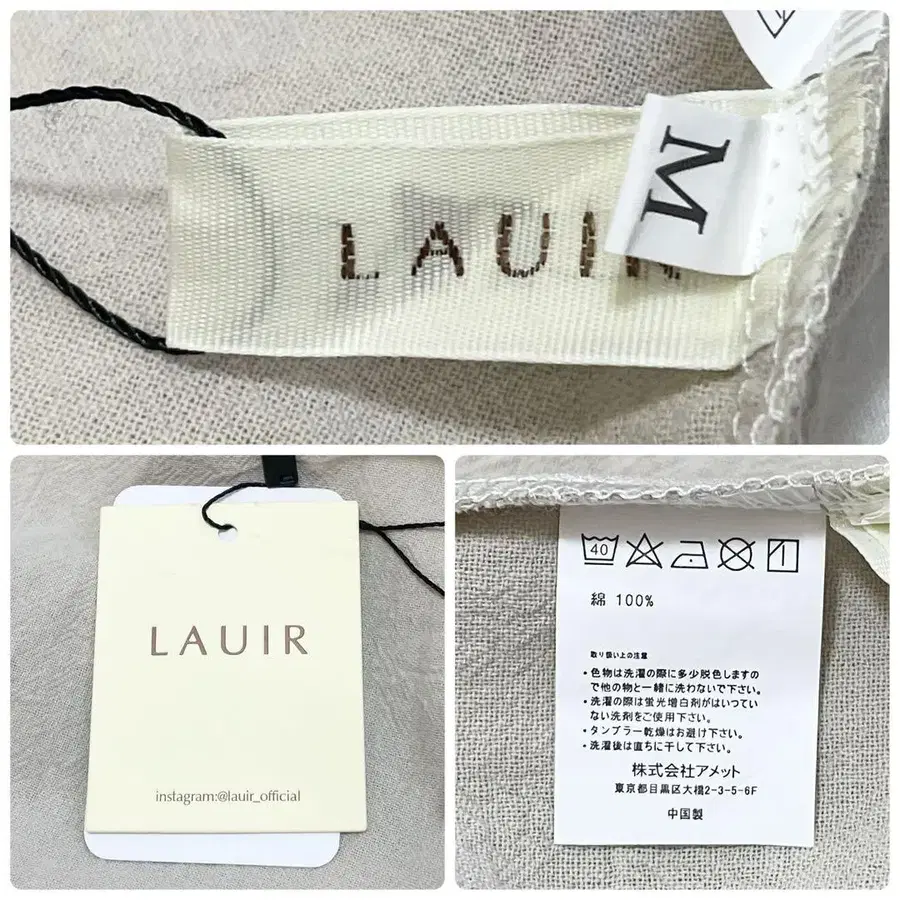 LAUIR
M
LAUIR
instagram:@lauir_official
40
綿 100%
取り扱い上の注意
・色物は洗濯の際に多少脱色しますの
で他の物と一緒に洗わないで下さい。
・洗濯の際は蛍光増白剤がはいつてい
ない洗剤をご使用下さい。
・タンブラー乾燥はお避け下さい。
・洗濯後は直ちに干して下さい。
株式会社アメット
東京都目黒区大橋2-3-5-6F
中国製